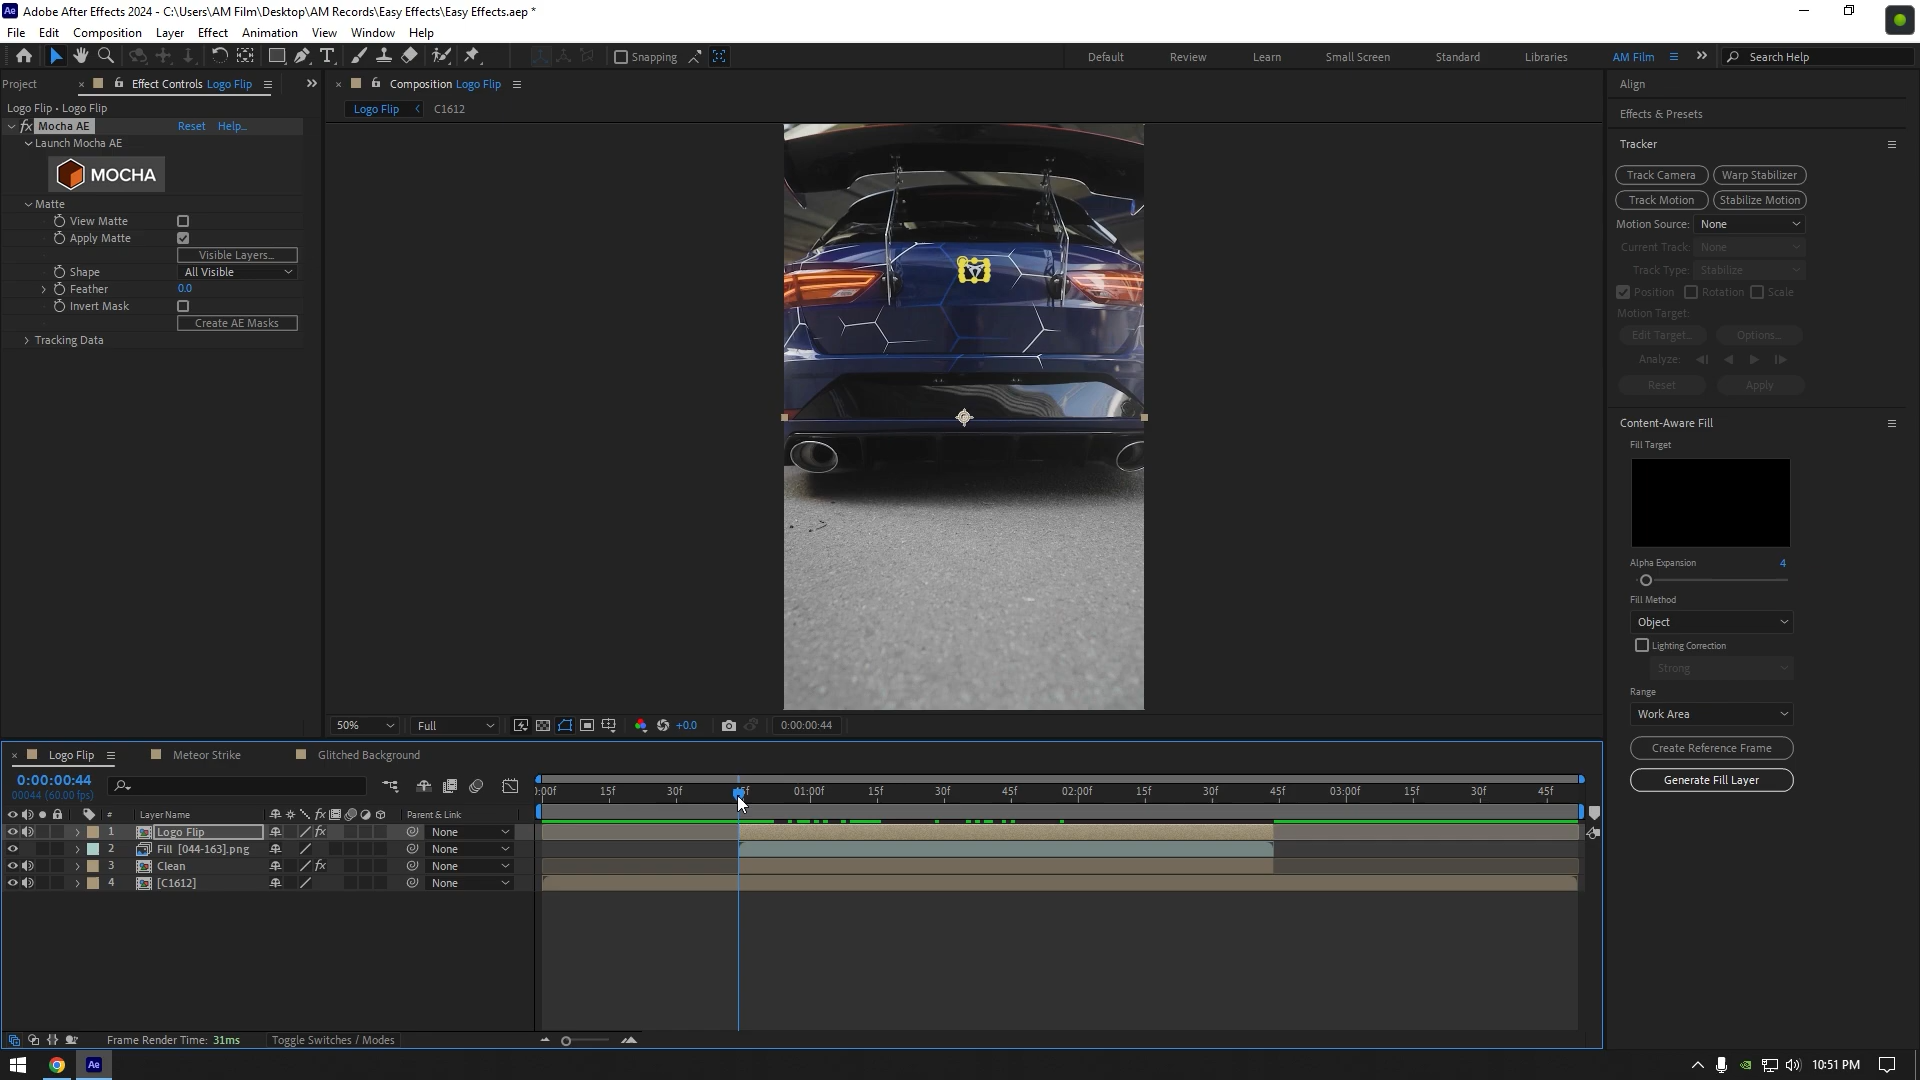 Adobe After Effects 2024 - C:\Users\AM Film\Desktop\AM Records\Easy Effects\Easy Effects.aep *
File Edit Composition Layer Effect Animation View Window Help
Snapping
Default Review Learn Small Screen Standard Libraries AM Film Search Help
Project Effect Controls Logo Flip
Logo Flip • Logo Flip
fx Mocha AE Reset Help...
Launch Mocha AE
MOCHA
Matte
View Matte
Apply Matte
Visible Layers...
Shape All Visible
Feather 0.0
Invert Mask
Create AE Masks
Tracking Data
Composition Logo Flip
Logo Flip C1612
50% Full +0.0 0:00:00:44
Align
Effects & Presets
Tracker
Track Camera Warp Stabilizer
Track Motion Stabilize Motion
Motion Source: None
Current Track: None
Track Type: Stabilize
Position Rotation Scale
Motion Target:
Edit Target... Options...
Analyze:
Reset Apply
Content-Aware Fill
Fill Target
Alpha Expansion 4
Fill Method
Object
Lighting Correction
Strong
Range
Work Area
Create Reference Frame
Generate Fill Layer
Logo Flip Meteor Strike Glitched Background
0:00:00:44
00044 (60.00 fps)
:00f 15f 30f 01:00f 15f 30f 45f 02:00f 15f 30f 45f 03:00f 15f 30f 45f
# Layer Name fx Parent & Link
1 Logo Flip fx None
2 Fill [044-163].png None
3 Clean fx None
4 [C1612] None
Frame Render Time: 31ms Toggle Switches / Modes
Ae 10:51 PM